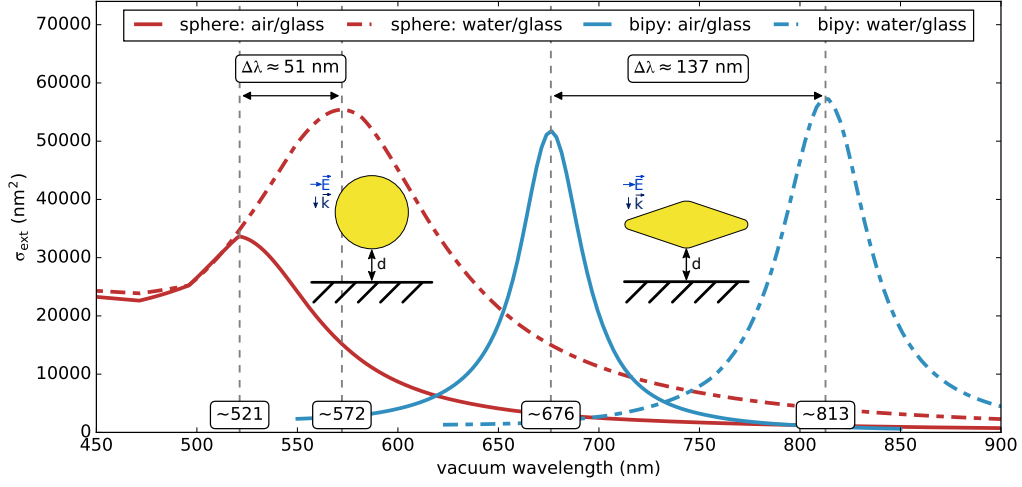 sphere: air/glass sphere: water/glass bipy: air/glass bipy: water/glass
Δλ ≈ 51 nm
Δλ ≈ 137 nm
70000
60000
50000
40000
30000
20000
10000
0
σext (nm²)
E⃗
k⃗
d
E⃗
k⃗
d
~521
~572
~676
~813
450 500 550 600 650 700 750 800 850 900
vacuum wavelength (nm)